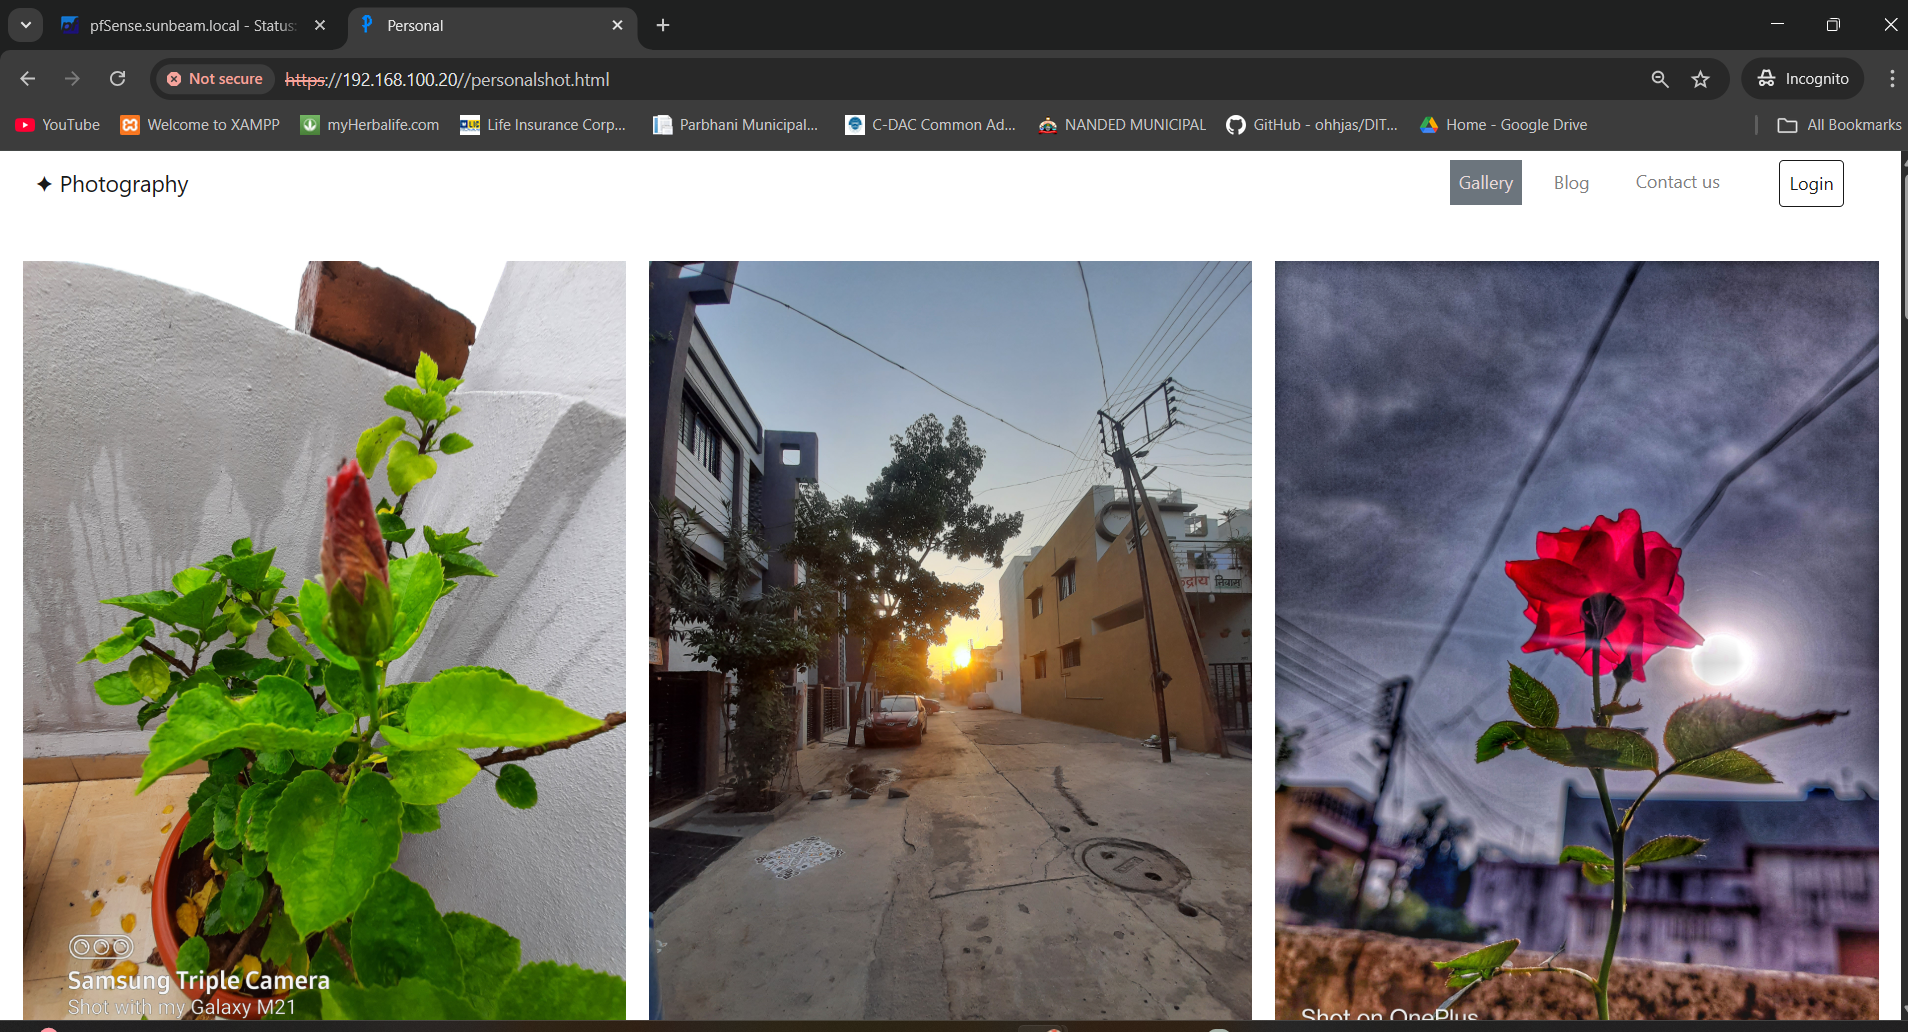 pfSense.sunbeam.local - Status:
Personal
Not secure
https://192.168.100.20//personalshot.html
Incognito
YouTube
Welcome to XAMPP
myHerbalife.com
Life Insurance Corp...
Parbhani Municipal...
C-DAC Common Ad...
NANDED MUNICIPAL
GitHub - ohhjas/DIT...
Home - Google Drive
All Bookmarks
✦ Photography
Gallery
Blog
Contact us
Login
निवास
Samsung Triple Camera
Shot with my Galaxy M21
Shot on OnePlus